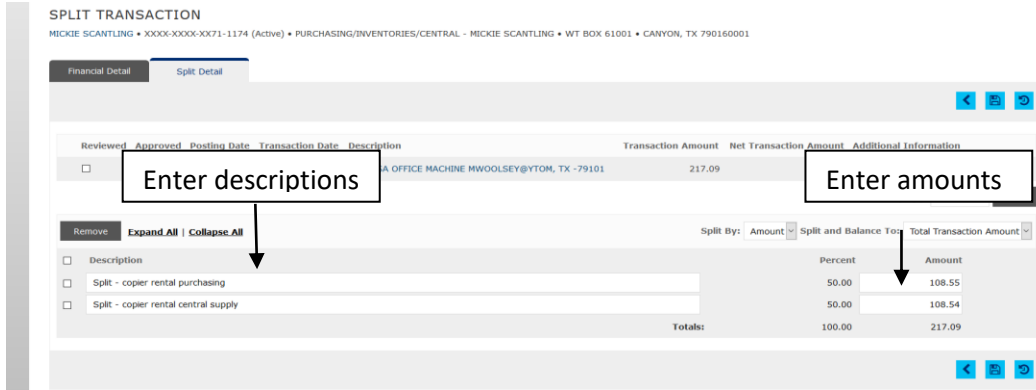 SPLIT TRANSACTION
MICKIE SCANTLING • XXXX-XXXX-XX71-1174 (Active) • PURCHASING/INVENTORIES/CENTRAL - MICKIE SCANTLING • WT BOX 61001 • CANYON, TX 790160001
Financial Detail Split Detail
Reviewed Approved Posting Date Transaction Date Description Transaction Amount Net Transaction Amount Additional Information
OFFICE MACHINE MWOOLSEY@YTOM, TX -79101 217.09
Enter descriptions Enter amounts
Remove Expand All | Collapse All Split By: Amount Split and Balance To: Total Transaction Amount
Description Percent Amount
Split - copier rental purchasing 50.00 108.55
Split - copier rental central supply 50.00 108.54
Totals: 100.00 217.09